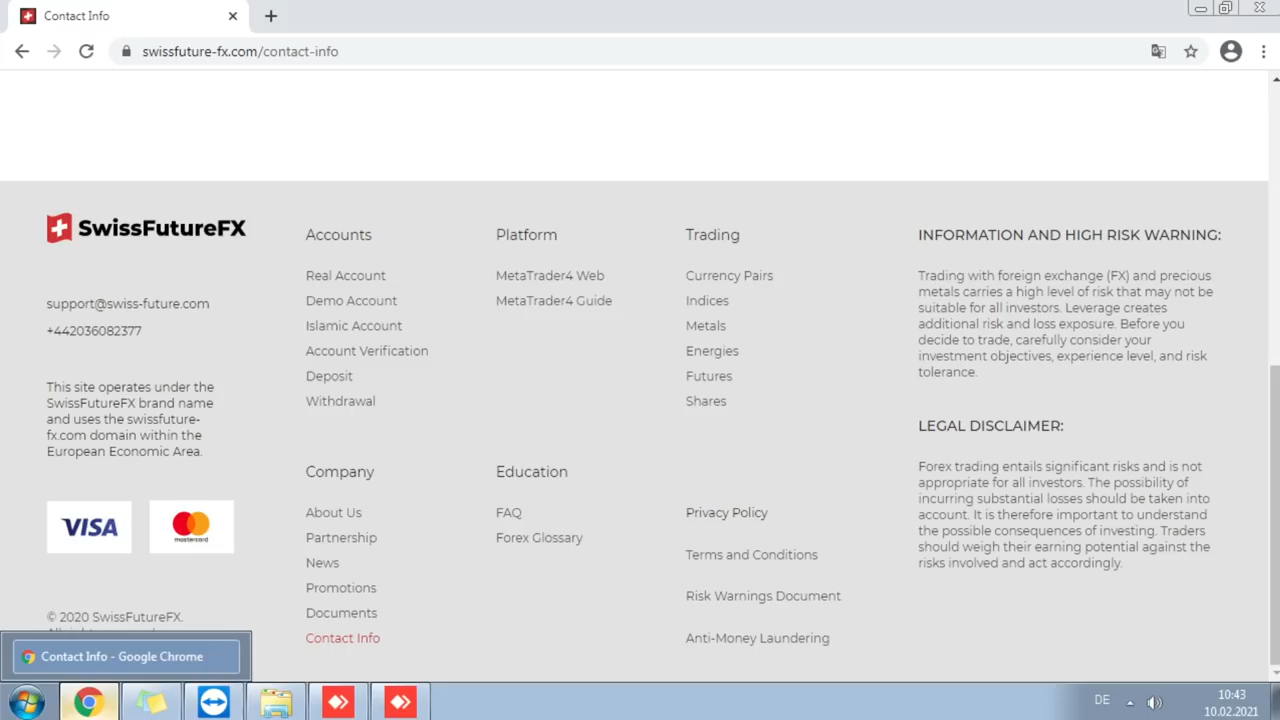 Contact Info
swissfuture-fx.com/contact-info
SwissFutureFX
support@swiss-future.com
+442036082377
This site operates under the
SwissFutureFX brand name
and uses the swissfuture-
fx.com domain within the
European Economic Area.
VISA
mastercard
© 2020 SwissFutureFX.
Accounts
Real Account
Demo Account
Islamic Account
Account Verification
Deposit
Withdrawal
Platform
MetaTrader4 Web
MetaTrader4 Guide
Trading
Currency Pairs
Indices
Metals
Energies
Futures
Shares
Company
About Us
Partnership
News
Promotions
Documents
Contact Info
Education
FAQ
Forex Glossary
Privacy Policy
Terms and Conditions
Risk Warnings Document
Anti-Money Laundering
INFORMATION AND HIGH RISK WARNING:
Trading with foreign exchange (FX) and precious
metals carries a high level of risk that may not be
suitable for all investors. Leverage creates
additional risk and loss exposure. Before you
decide to trade, carefully consider your
investment objectives, experience level, and risk
tolerance.
LEGAL DISCLAIMER:
Forex trading entails significant risks and is not
appropriate for all investors. The possibility of
incurring substantial losses should be taken into
account. It is therefore important to understand
the possible consequences of investing. Traders
should weigh their earning potential against the
risks involved and act accordingly.
Contact Info - Google Chrome
DE
10:43
10.02.2021